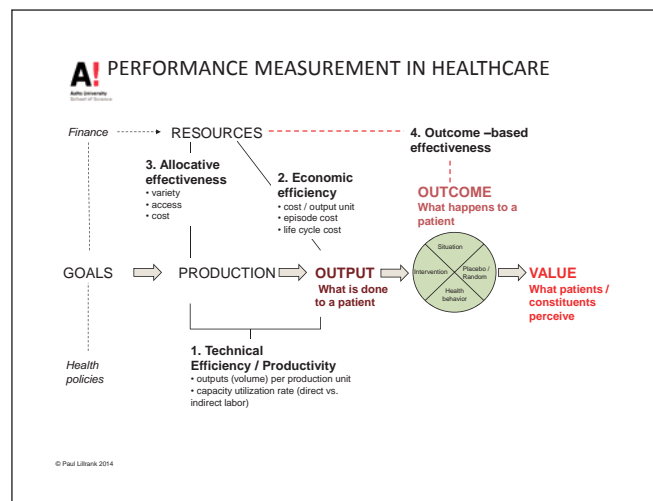 A!
Aalto University
School of Science
PERFORMANCE MEASUREMENT IN HEALTHCARE
Finance
RESOURCES
4. Outcome –based
effectiveness
3. Allocative
effectiveness
• variety
• access
• cost
2. Economic
efficiency
• cost / output unit
• episode cost
• life cycle cost
OUTCOME
What happens to a
patient
Situation
Intervention
Placebo /
Random
Health
behavior
GOALS
PRODUCTION
OUTPUT
What is done
to a patient
VALUE
What patients /
constituents
perceive
1. Technical
Efficiency / Productivity
• outputs (volume) per production unit
• capacity utilization rate (direct vs.
indirect labor)
Health
policies
© Paul Lillrank 2014